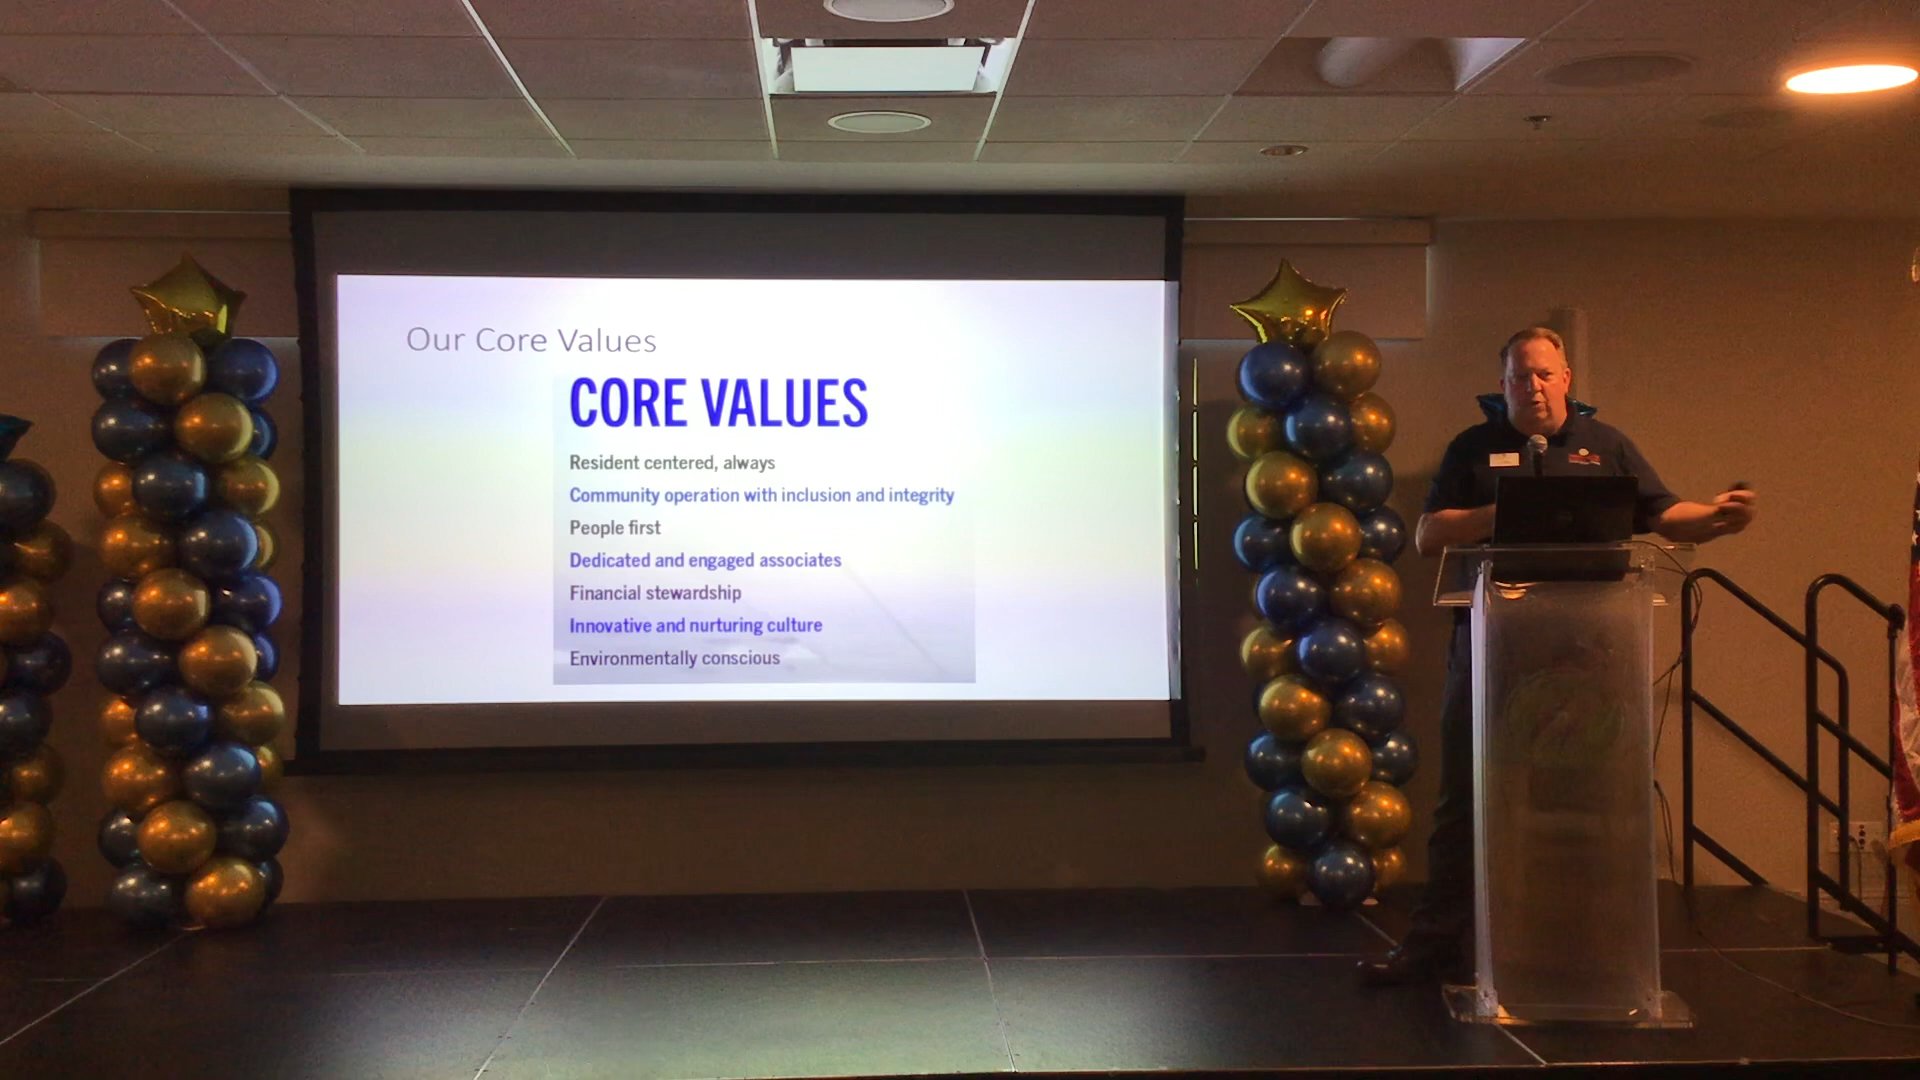 Our Core Values
CORE VALUES
Resident centered, always
Community operation with inclusion and integrity
People first
Dedicated and engaged associates
Financial stewardship
Innovative and nurturing culture
Environmentally conscious